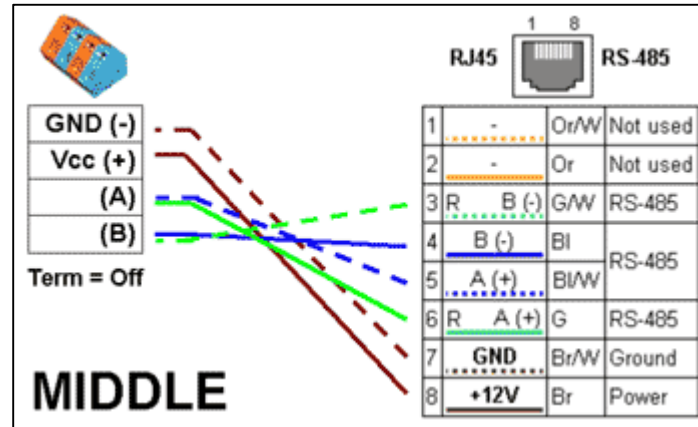 1 8
RJ45 RS-485
GND (-)
Vcc (+)
(A)
(B)
Term = Off
MIDDLE
1 - Or/W Not used
2 - Or Not used
3 R B (-) G/W RS-485
4 B (-) Bl
RS-485
5 A (+) Bl/W
6 R A (+) G RS-485
7 GND Br/W Ground
8 +12V Br Power